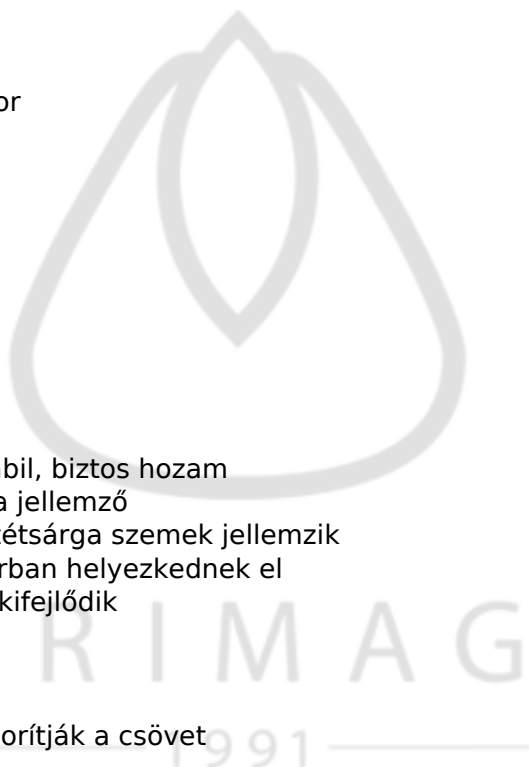 or
bil, biztos hozam
a jellemző
étsárga szemek jellemzik
rban helyezkednek el
kifejlődik
RIMAG
orítják a csövet
1991